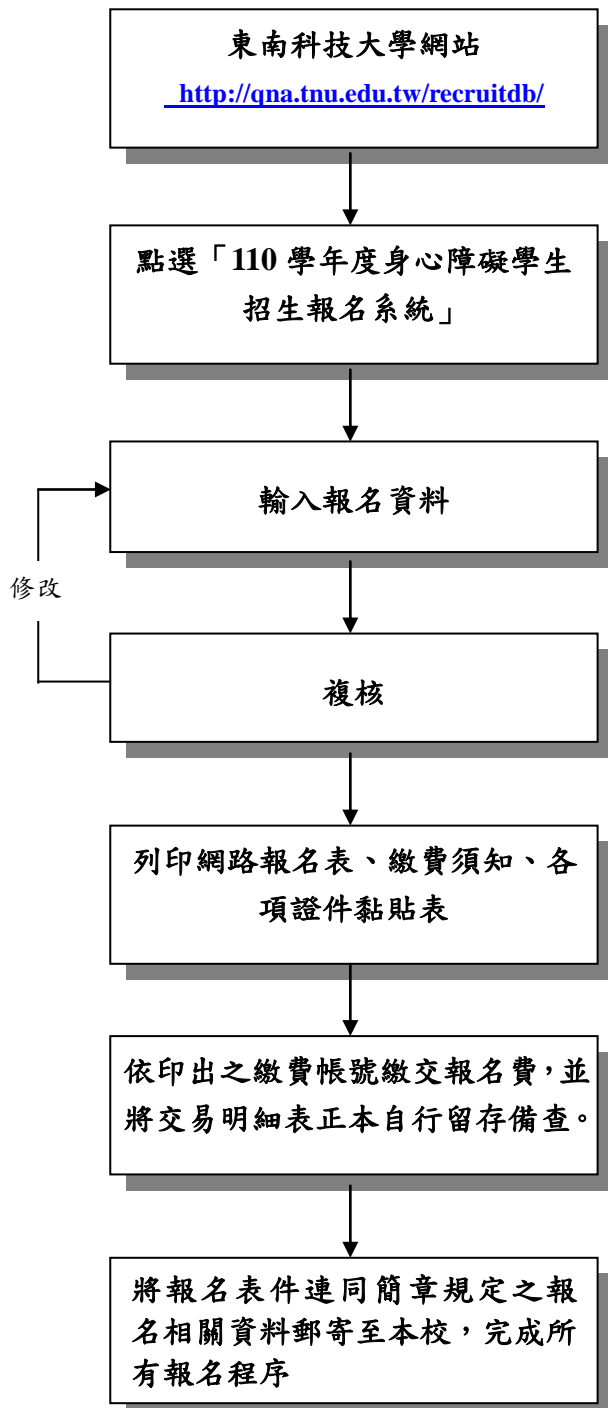 東南科技大學網站
http://qna.tnu.edu.tw/recruitdb/
點選「110 學年度身心障礙學生
招生報名系統」
輸入報名資料
修改
複核
列印網路報名表、繳費須知、各
項證件黏貼表
依印出之繳費帳號繳交報名費，並
將交易明細表正本自行留存備查。
將報名表件連同簡章規定之報
名相關資料郵寄至本校，完成所
有報名程序